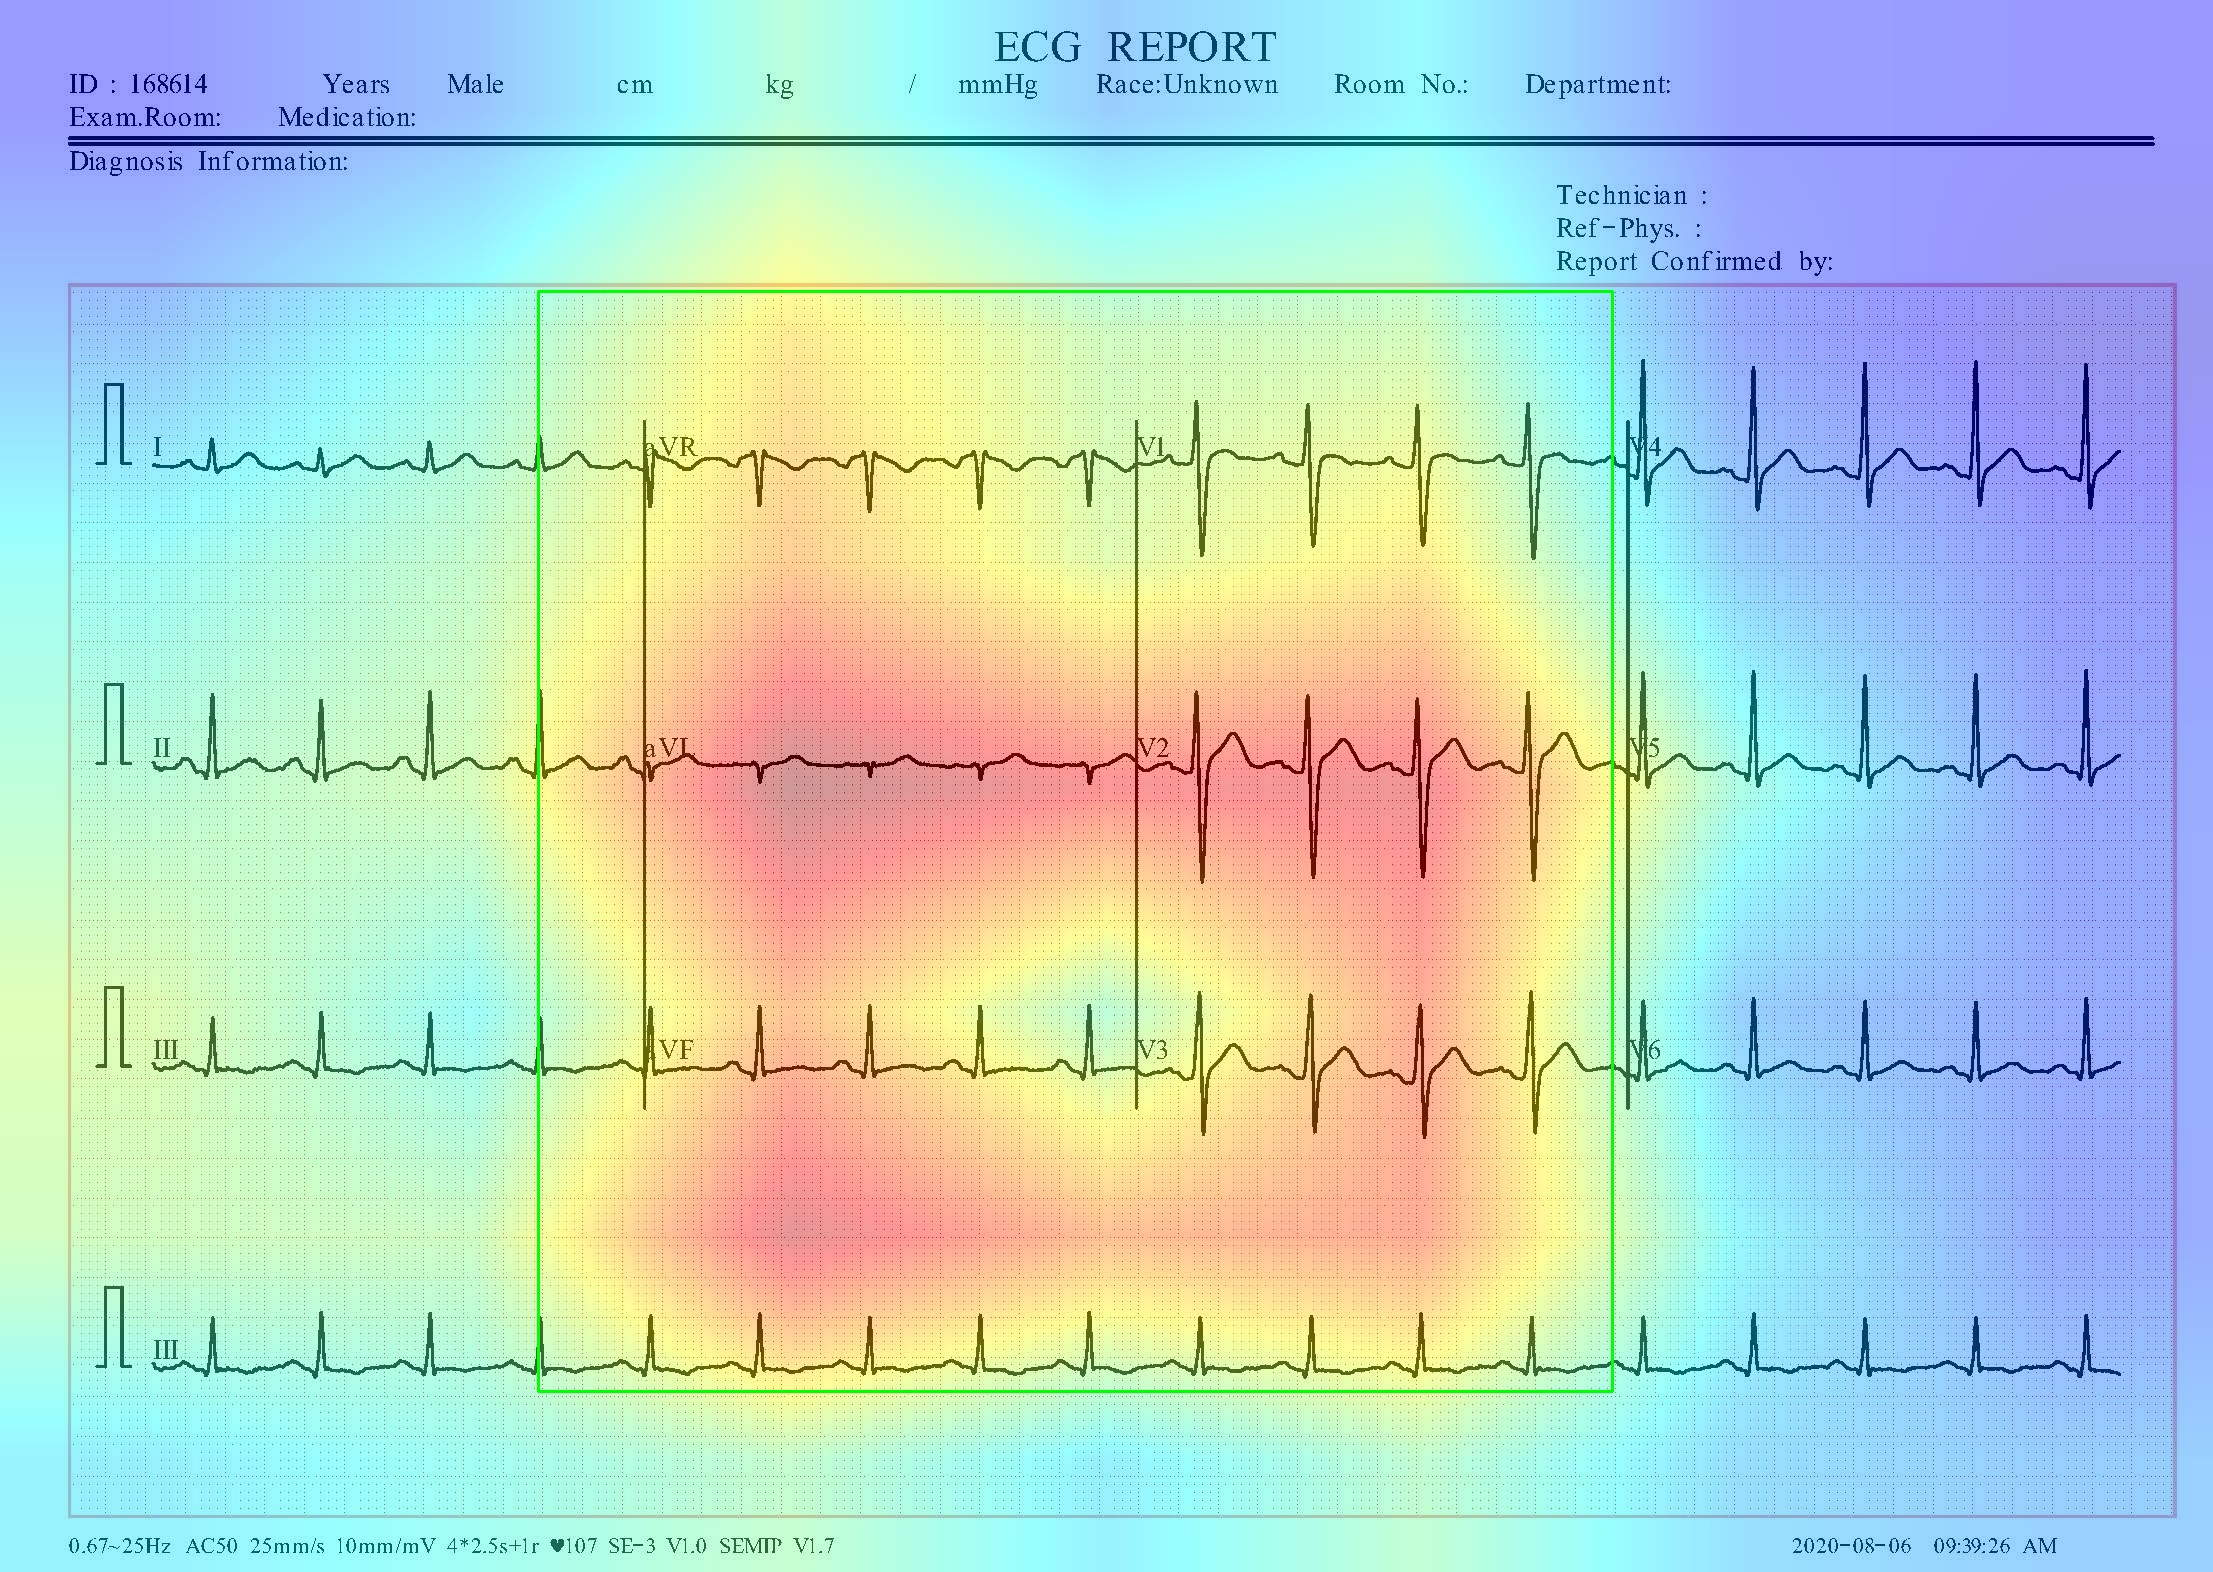 ECG REPORT
ID : 168614 Years Male cm kg / mmHg Race:Unknown Room No.: Department:
Exam.Room: Medication:
Diagnosis Information:
Technician :
Ref-Phys. :
Report Confirmed by:
I aVR V1 V4
II aVL V2 V5
III VF V3 V6
III
0.67~25Hz AC50 25mm/s 10mm/mV 4*2.5s+1r ♥107 SE-3 V1.0 SEMIP V1.7
2020-08-06 09:39:26 AM